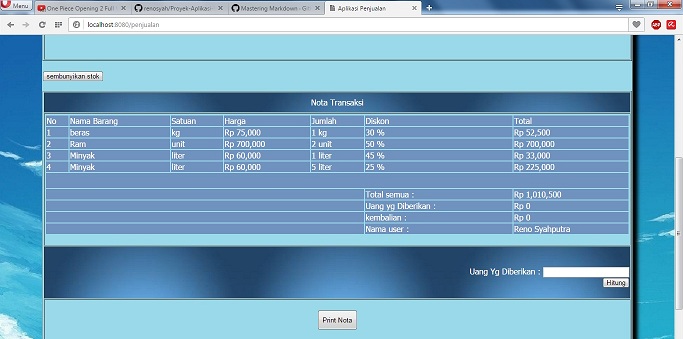 Menu
One Piece Opening 2 Full
renosyah/Proyek-Aplikasi
Mastering Markdown · Git
Aplikasi Penjualan
localhost:8080/penjualan
ABP
sembunyikan stok
Nota Transaksi
No Nama Barang Satuan Harga Jumlah Diskon Total
1 beras kg Rp 75,000 1 kg 30 % Rp 52,500
2 Ram unit Rp 700,000 2 unit 50 % Rp 700,000
3 Minyak liter Rp 60,000 1 liter 45 % Rp 33,000
4 Minyak liter Rp 60,000 5 liter 25 % Rp 225,000
Total semua : Rp 1,010,500
Uang yg Diberikan : Rp 0
kembalian : Rp 0
Nama user : Reno Syahputra
Uang Yg Diberikan :
Hitung
Print Nota